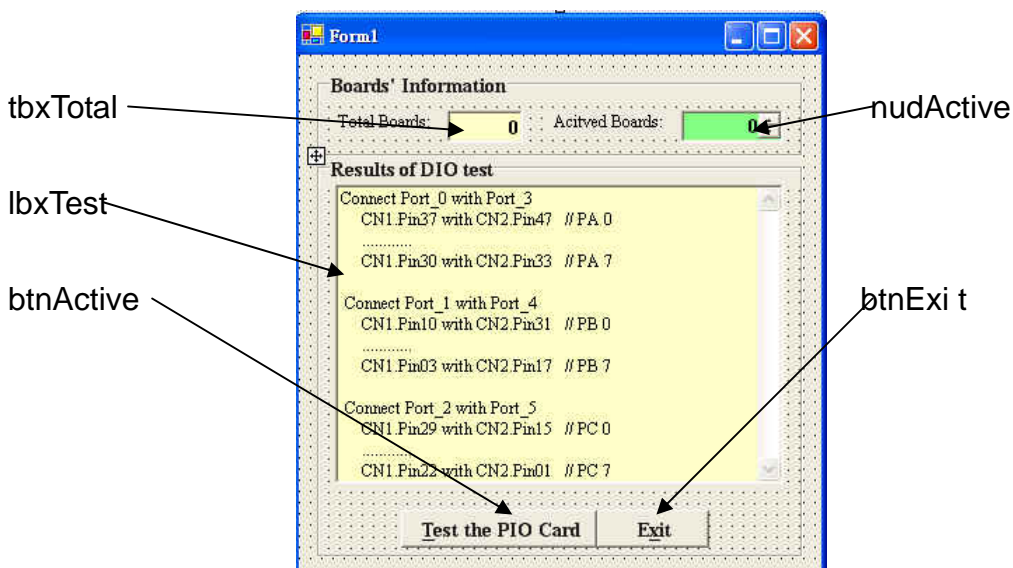 Form1
Boards' Information
tbxTotal
Total Boards: 0 Acitved Boards: 0
nudActive
Results of DIO test
lbxTest
Connect Port_0 with Port_3
CN1.Pin37 with CN2.Pin47 // PA 0
............
CN1.Pin30 with CN2.Pin33 // PA 7
Connect Port_1 with Port_4
CN1.Pin10 with CN2.Pin31 // PB 0
............
CN1.Pin03 with CN2.Pin17 // PB 7
Connect Port_2 with Port_5
CN1.Pin29 with CN2.Pin15 // PC 0
............
CN1.Pin22 with CN2.Pin01 // PC 7
btnActive
btnExi t
Test the PIO Card Exit